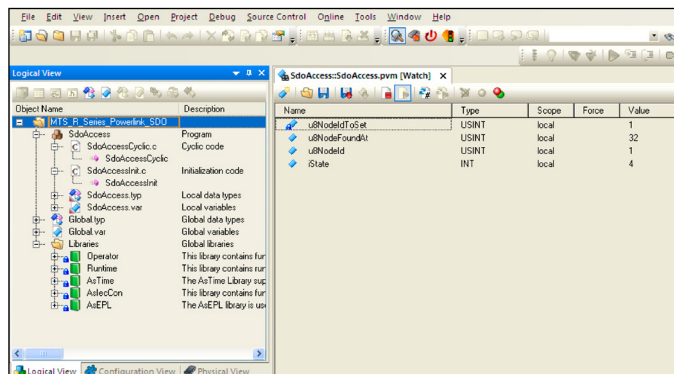 File Edit View Insert Open Project Debug Source Control Online Tools Window Help
Logical View
SdoAccess::SdoAccess.pvm [Watch]
Object Name Description
MTS_R_Series_Powerlink_SDO
SdoAccess Program
SdoAccessCyclic.c Cyclic code
SdoAccessCyclic
SdoAccessInit.c Initialization code
SdoAccessInit
SdoAccess.typ Local data types
SdoAccess.var Local variables
Global.typ Global data types
Global.var Global variables
Libraries Global libraries
Operator This library contains fur
Runtime This library contains rur
AsTime The AsTime Library sup
AsIecCon This library contains fur
AsEPL The AsEPL library is use
Name Type Scope Force Value
u8NodeIdToSet USINT local 1
u8NodeFoundAt USINT local 32
u8NodeId USINT local 1
iState INT local 4
Logical View Configuration View Physical View